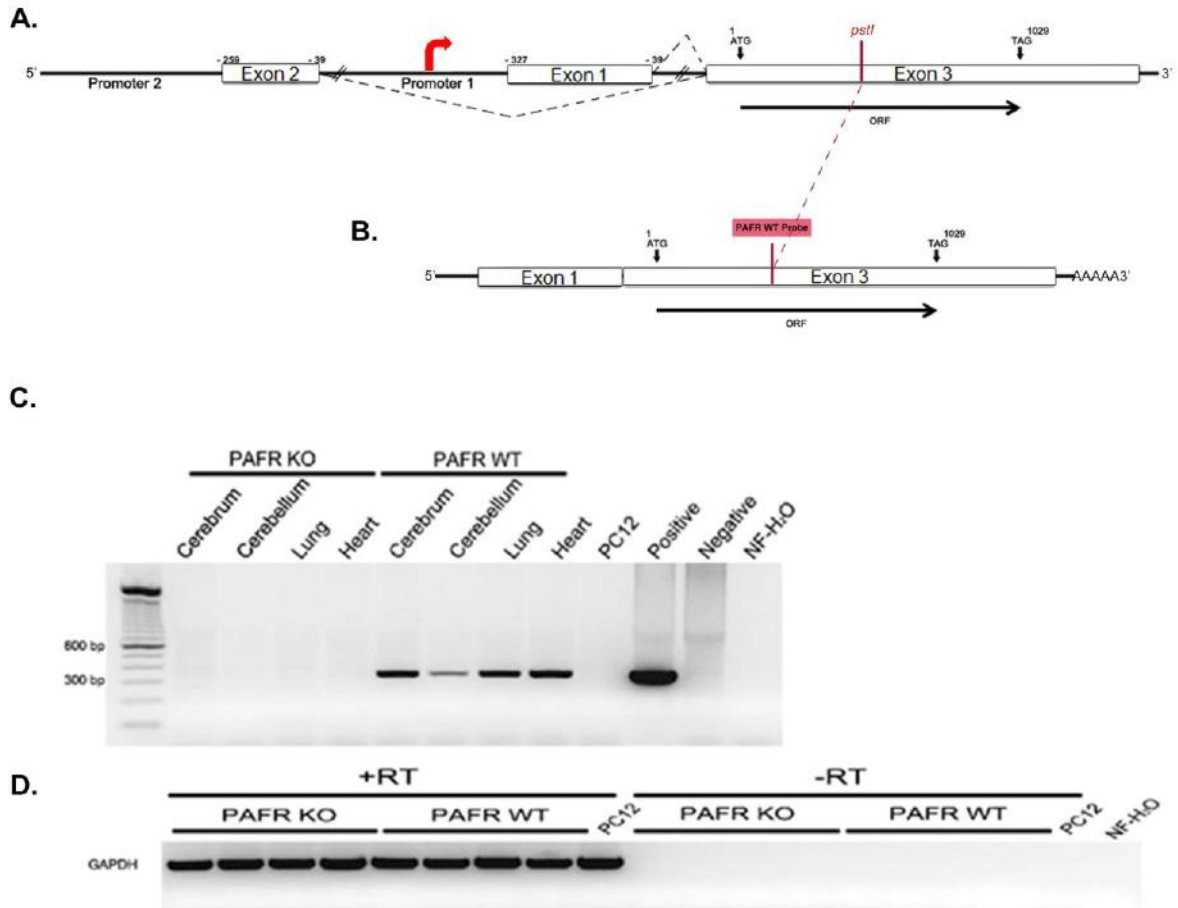 A.
pstI
1 1029
ATG TAG
- 259 - 39 - 327 - 39
5' Promoter 2 Exon 2 Promoter 1 Exon 1 Exon 3 3'
ORF
B.
PAFR WT Probe
1 1029
ATG TAG
5' Exon 1 Exon 3 AAAAA3'
ORF
C.
PAFR KO PAFR WT
Cerebrum Cerebellum Lung Heart Cerebrum Cerebellum Lung Heart PC12 Positive Negative NF-H₂O
600 bp
300 bp
D.
+RT -RT
PAFR KO PAFR WT PC12 PAFR KO PAFR WT PC12 NF-H₂O
GAPDH